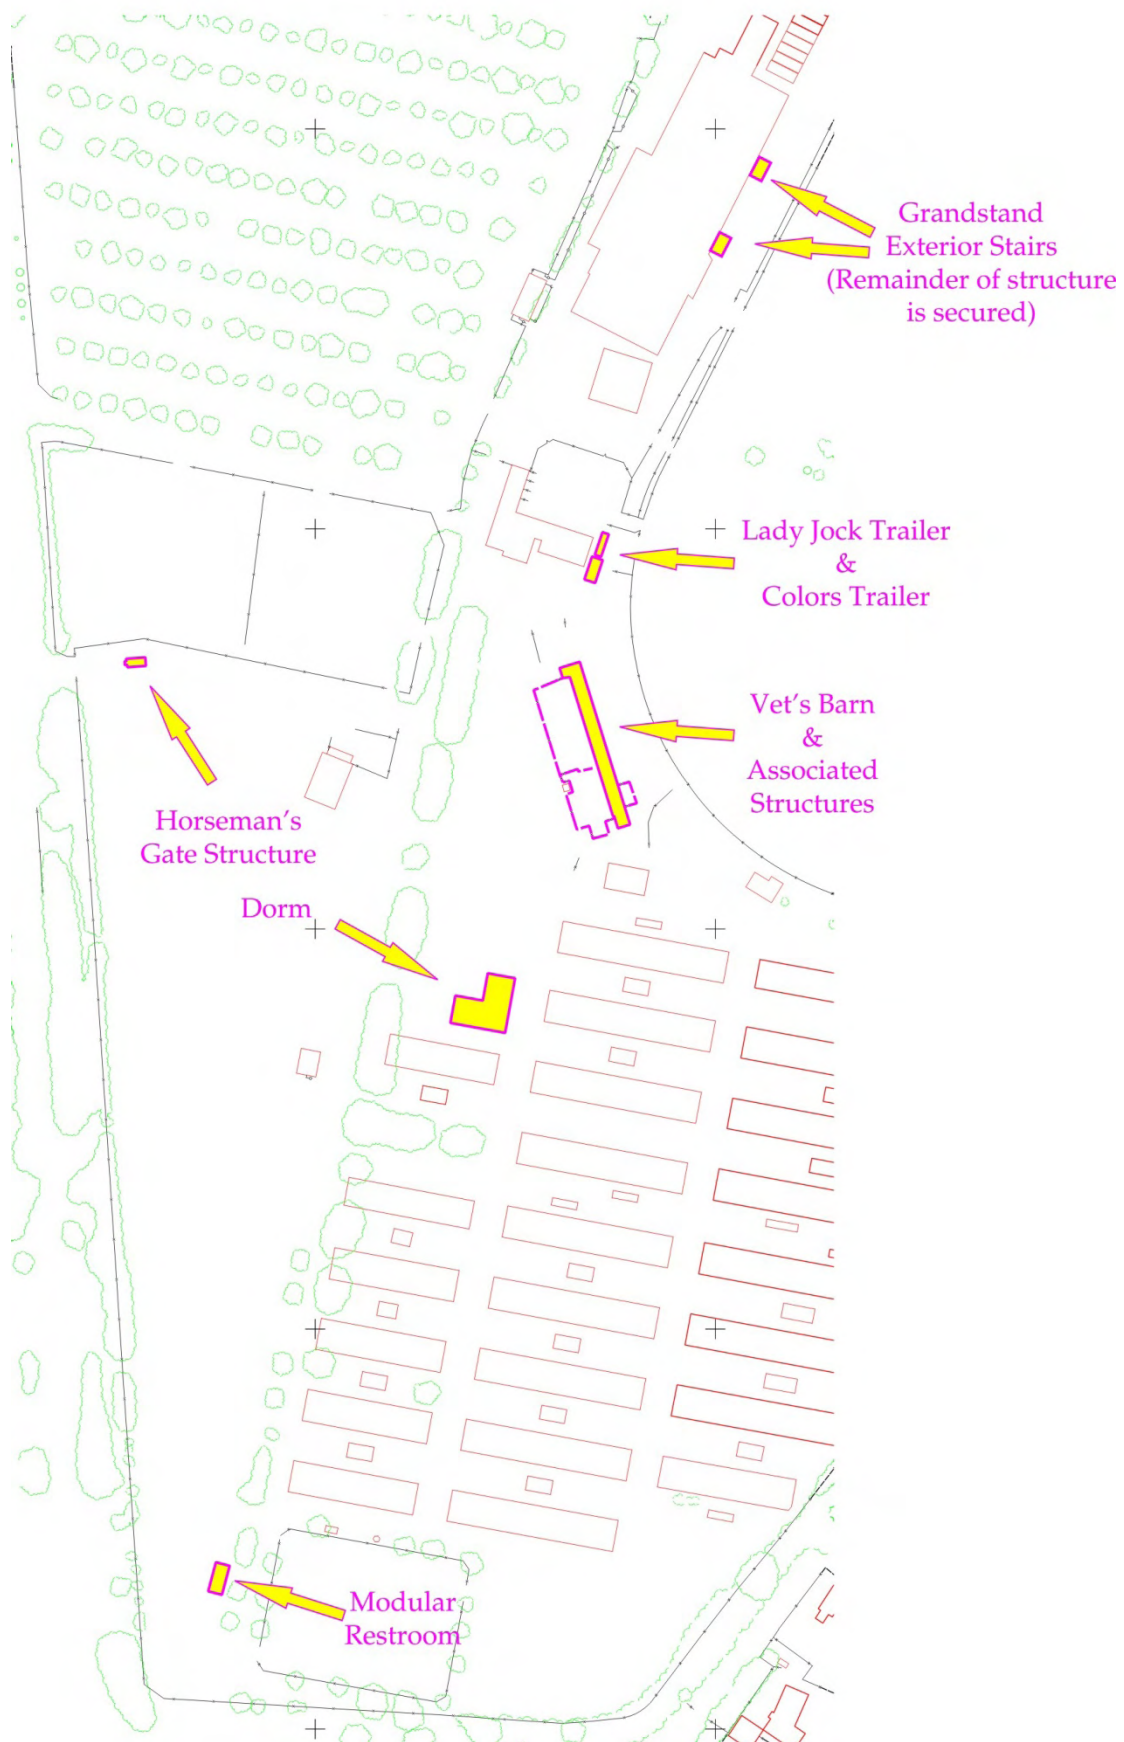 Grandstand
Exterior Stairs
(Remainder of structure
is secured)
Lady Jock Trailer
&
Colors Trailer
Vet's Barn
&
Associated
Structures
Horseman's
Gate Structure
Dorm
Modular
Restroom